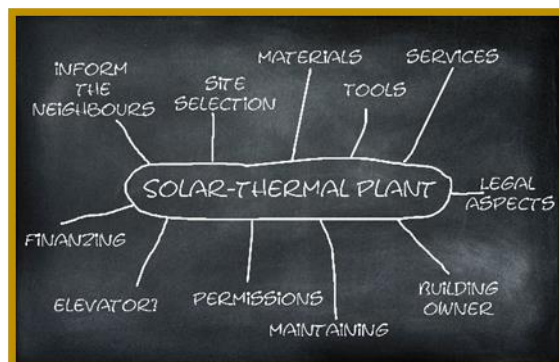 MATERIALS
SERVICES
INFORM
THE
NEIGHBOURS
SITE
SELECTION
TOOLS
SOLAR-THERMAL PLANT
LEGAL
ASPECTS
FINANZING
ELEVATOR?
PERMISSIONS
MAINTAINING
BUILDING
OWNER